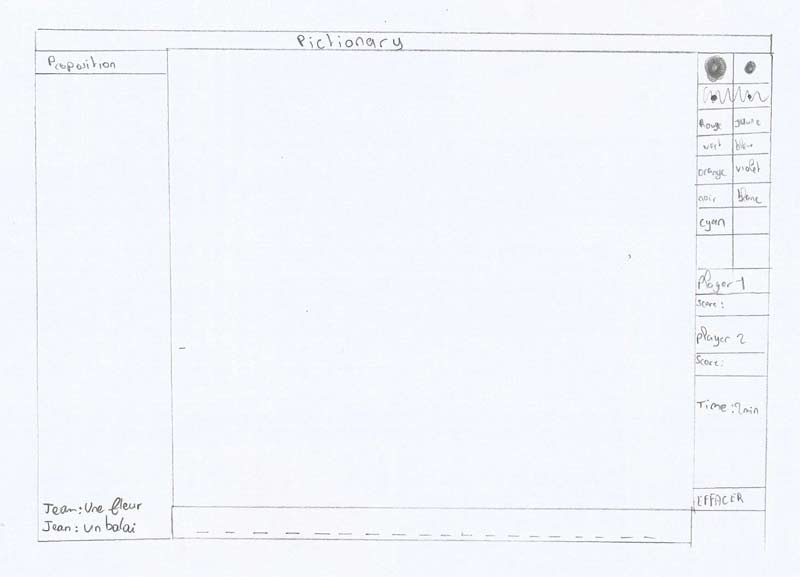 Pictionary
Proposition
Rouge jaune
vert bleu
orange violet
noir blanc
cyan
Player 1
Score :
player 2
Score :
Time : 2min
EFFACER
Jean : Une fleur
Jean : un balai